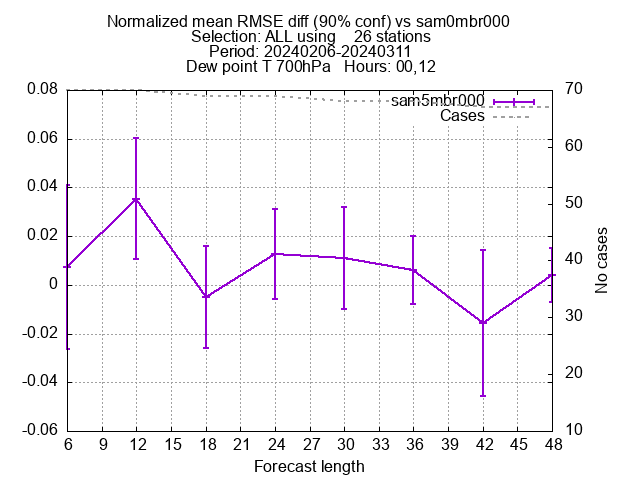 Normalized mean RMSE diff (90% conf) vs sam0mbr000
Selection: ALL using    26 stations
Period: 20240206-20240311
Dew point T 700hPa   Hours: 00,12
sam5mbr000
Cases
0.08
0.06
0.04
0.02
0
-0.02
-0.04
-0.06
70
60
50
40
30
20
10
No cases
6 9 12 15 18 21 24 27 30 33 36 39 42 45 48
Forecast length